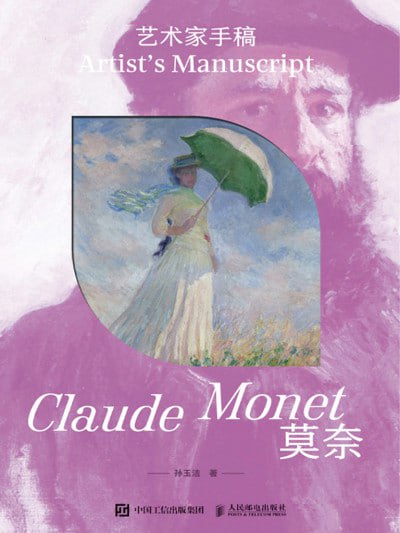 艺术家手稿
Artist's Manuscript
Claude Monet
莫奈
孙玉洁 著
中国工信出版集团
人民邮电出版社
POSTS & TELECOM PRESS